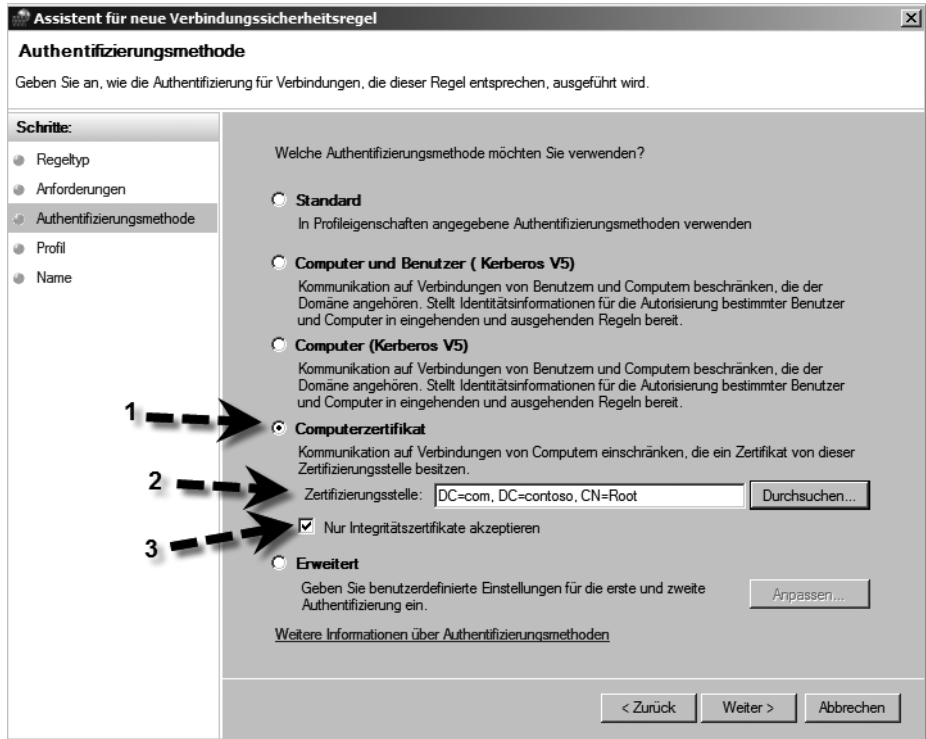 Assistent für neue Verbindungssicherheitsregel
Authentifizierungsmethode
Geben Sie an, wie die Authentifizierung für Verbindungen, die dieser Regel entsprechen, ausgeführt wird.
Schritte:
Regeltyp
Anforderungen
Authentifizierungsmethode
Profil
Name
Welche Authentifizierungsmethode möchten Sie verwenden?
Standard
In Profileigenschaften angegebene Authentifizierungsmethoden verwenden
Computer und Benutzer ( Kerberos V5)
Kommunikation auf Verbindungen von Benutzern und Computern beschränken, die der
Domäne angehören. Stellt Identitätsinformationen für die Autorisierung bestimmter Benutzer
und Computer in eingehenden und ausgehenden Regeln bereit.
Computer (Kerberos V5)
Kommunikation auf Verbindungen von Benutzern und Computern beschränken, die der
Domäne angehören. Stellt Identitätsinformationen für die Autorisierung bestimmter Benutzer
und Computer in eingehenden und ausgehenden Regeln bereit.
1
Computerzertifikat
Kommunikation auf Verbindungen von Computern einschränken, die ein Zertifikat von dieser
Zertifizierungsstelle besitzen.
2
Zertifizierungsstelle: DC=com, DC=contoso, CN=Root Durchsuchen...
3
Nur Integritätszertifikate akzeptieren
Erweitert
Geben Sie benutzerdefinierte Einstellungen für die erste und zweite
Authentifizierung ein.
Anpassen...
Weitere Informationen über Authentifizierungsmethoden
< Zurück Weiter > Abbrechen